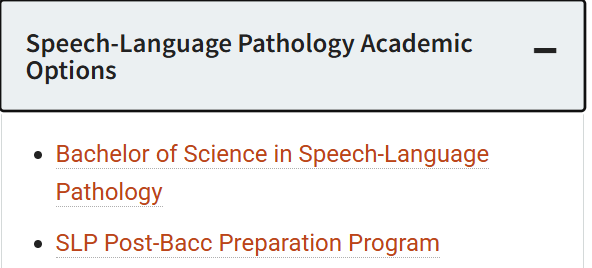 Speech-Language Pathology Academic
Options
Bachelor of Science in Speech-Language
Pathology
SLP Post-Bacc Preparation Program